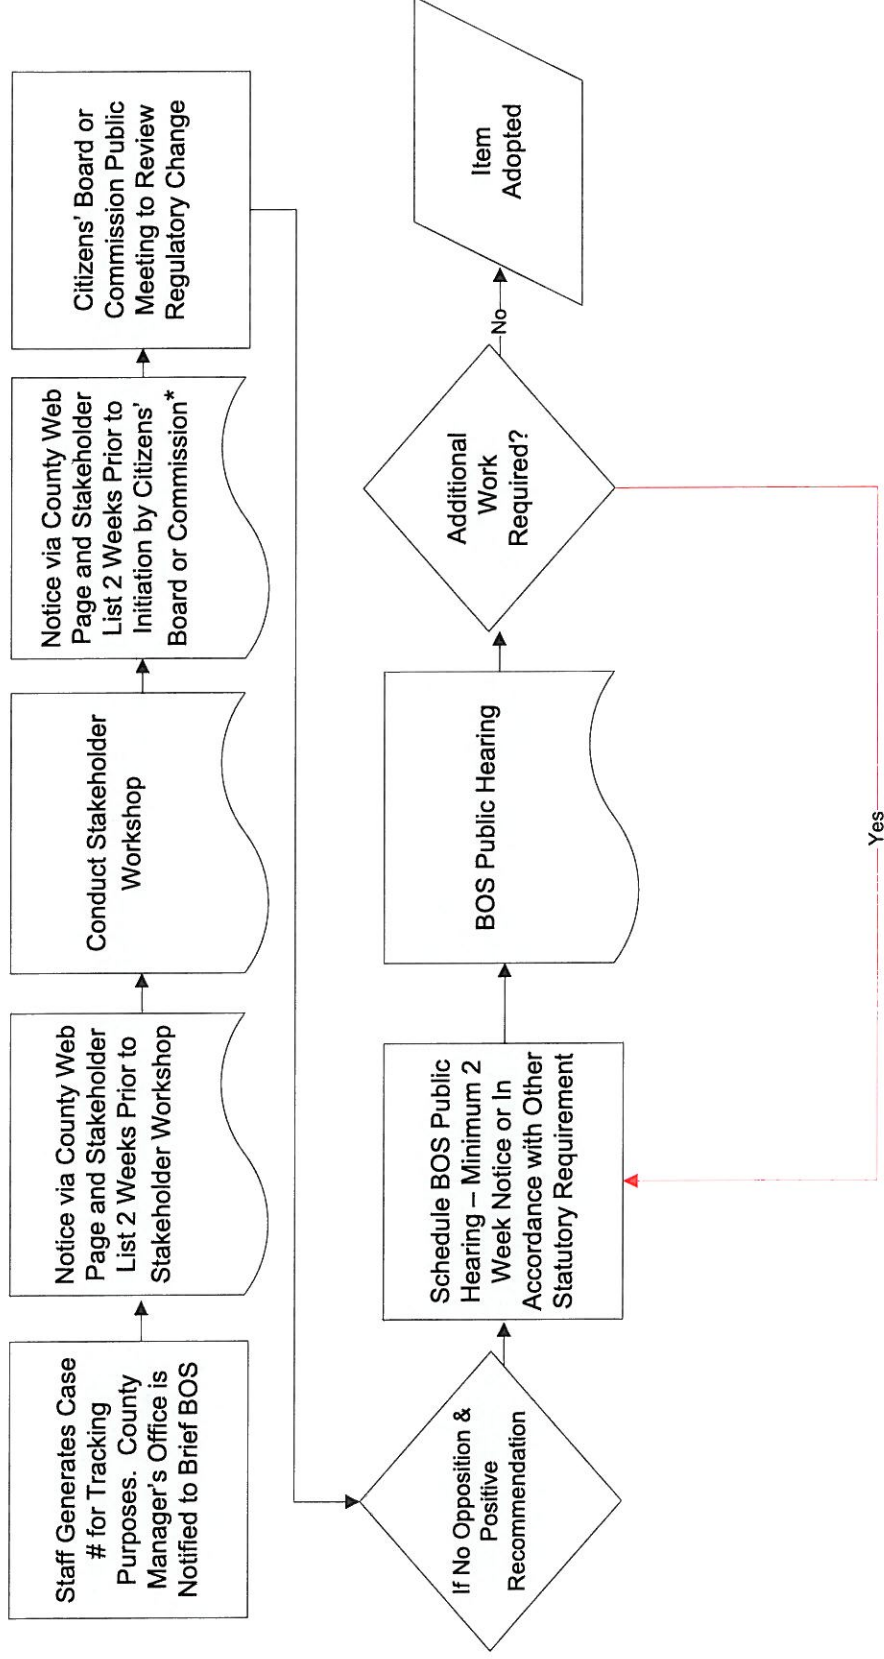 Staff Generates Case
# for Tracking
Purposes. County
Manager's Office is
Notified to Brief BOS
Notice via County Web
Page and Stakeholder
List 2 Weeks Prior to
Stakeholder Workshop
Conduct Stakeholder
Workshop
Notice via County Web
Page and Stakeholder
List 2 Weeks Prior to
Initiation by Citizens'
Board or Commission*
Citizens' Board or
Commission Public
Meeting to Review
Regulatory Change
If No Opposition &
Positive
Recommendation
Schedule BOS Public
Hearing – Minimum 2
Week Notice or In
Accordance with Other
Statutory Requirement
BOS Public Hearing
Additional
Work
Required?
No
Item
Adopted
Yes